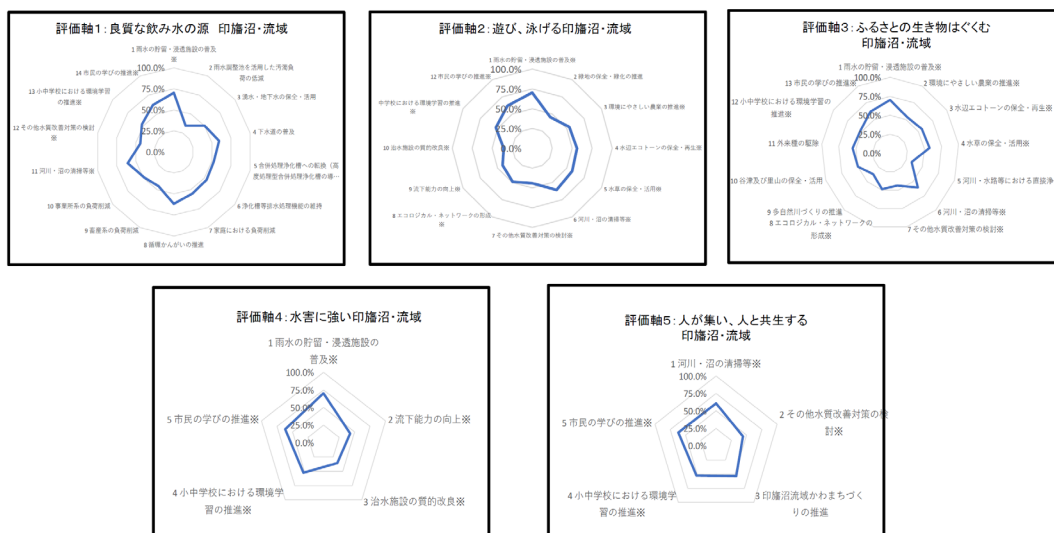 評価軸1：良質な飲み水の源　印旛沼・流域
1 雨水の貯留・浸透施設の普及
※
2 雨水調整池を活用した汚濁負
荷の低減
3 湧水・地下水の保全・活用
4 下水道の普及
5 合併処理浄化槽への転換（高
度処理型合併処理浄化槽の導…
6 浄化槽等排水処理機能の維持
7 家庭における負荷削減
8 循環かんがいの推進
9 畜産系の負荷削減
10 事業所系の負荷削減
11 河川・沼の清掃等※
12 その他水質改善対策の検討
※
13 小中学校における環境学習
の推進※
14 市民の学びの推進※
100.0%
75.0%
50.0%
25.0%
0.0%
評価軸2：遊び、泳げる印旛沼・流域
1 雨水の貯留・浸透施設の普及※
2 緑地の保全・緑化の推進
3 環境にやさしい農業の推進※
4 水辺エコトーンの保全・再生※
5 水草の保全・活用※
6 河川・沼の清掃等※
7 その他水質改善対策の検討※
8 エコロジカル・ネットワークの形成
※
9 流下能力の向上※
10 治水施設の質的改良※
中学校における環境学習の推進
※
12 市民の学びの推進※
100.0%
75.0%
50.0%
25.0%
0.0%
評価軸3：ふるさとの生き物はぐくむ
印旛沼・流域
1 雨水の貯留・浸透施設の普及※
2 環境にやさしい農業の推進※
3 水辺エコトーンの保全・再生※
4 水草の保全・活用※
5 河川・水路等における直接浄
6 河川・沼の清掃等※
7 その他水質改善対策の検討※
8 エコロジカル・ネットワークの
形成※
9 多自然川づくりの推進
10 谷津及び里山の保全・活用
11 外来種の駆除
12 小中学校における環境学習の
推進※
13 市民の学びの推進※
100.0%
75.0%
50.0%
25.0%
0.0%
評価軸4：水害に強い印旛沼・流域
1 雨水の貯留・浸透施設の
普及※
2 流下能力の向上※
3 治水施設の質的改良※
4 小中学校における環境学
習の推進※
5 市民の学びの推進※
100.0%
75.0%
50.0%
25.0%
0.0%
評価軸5：人が集い、人と共生する
印旛沼・流域
1 河川・沼の清掃等※
2 その他水質改善対策の検
討※
3 印旛沼流域かわまちづく
りの推進
4 小中学校における環境学
習の推進※
5 市民の学びの推進※
100.0%
75.0%
50.0%
25.0%
0.0%